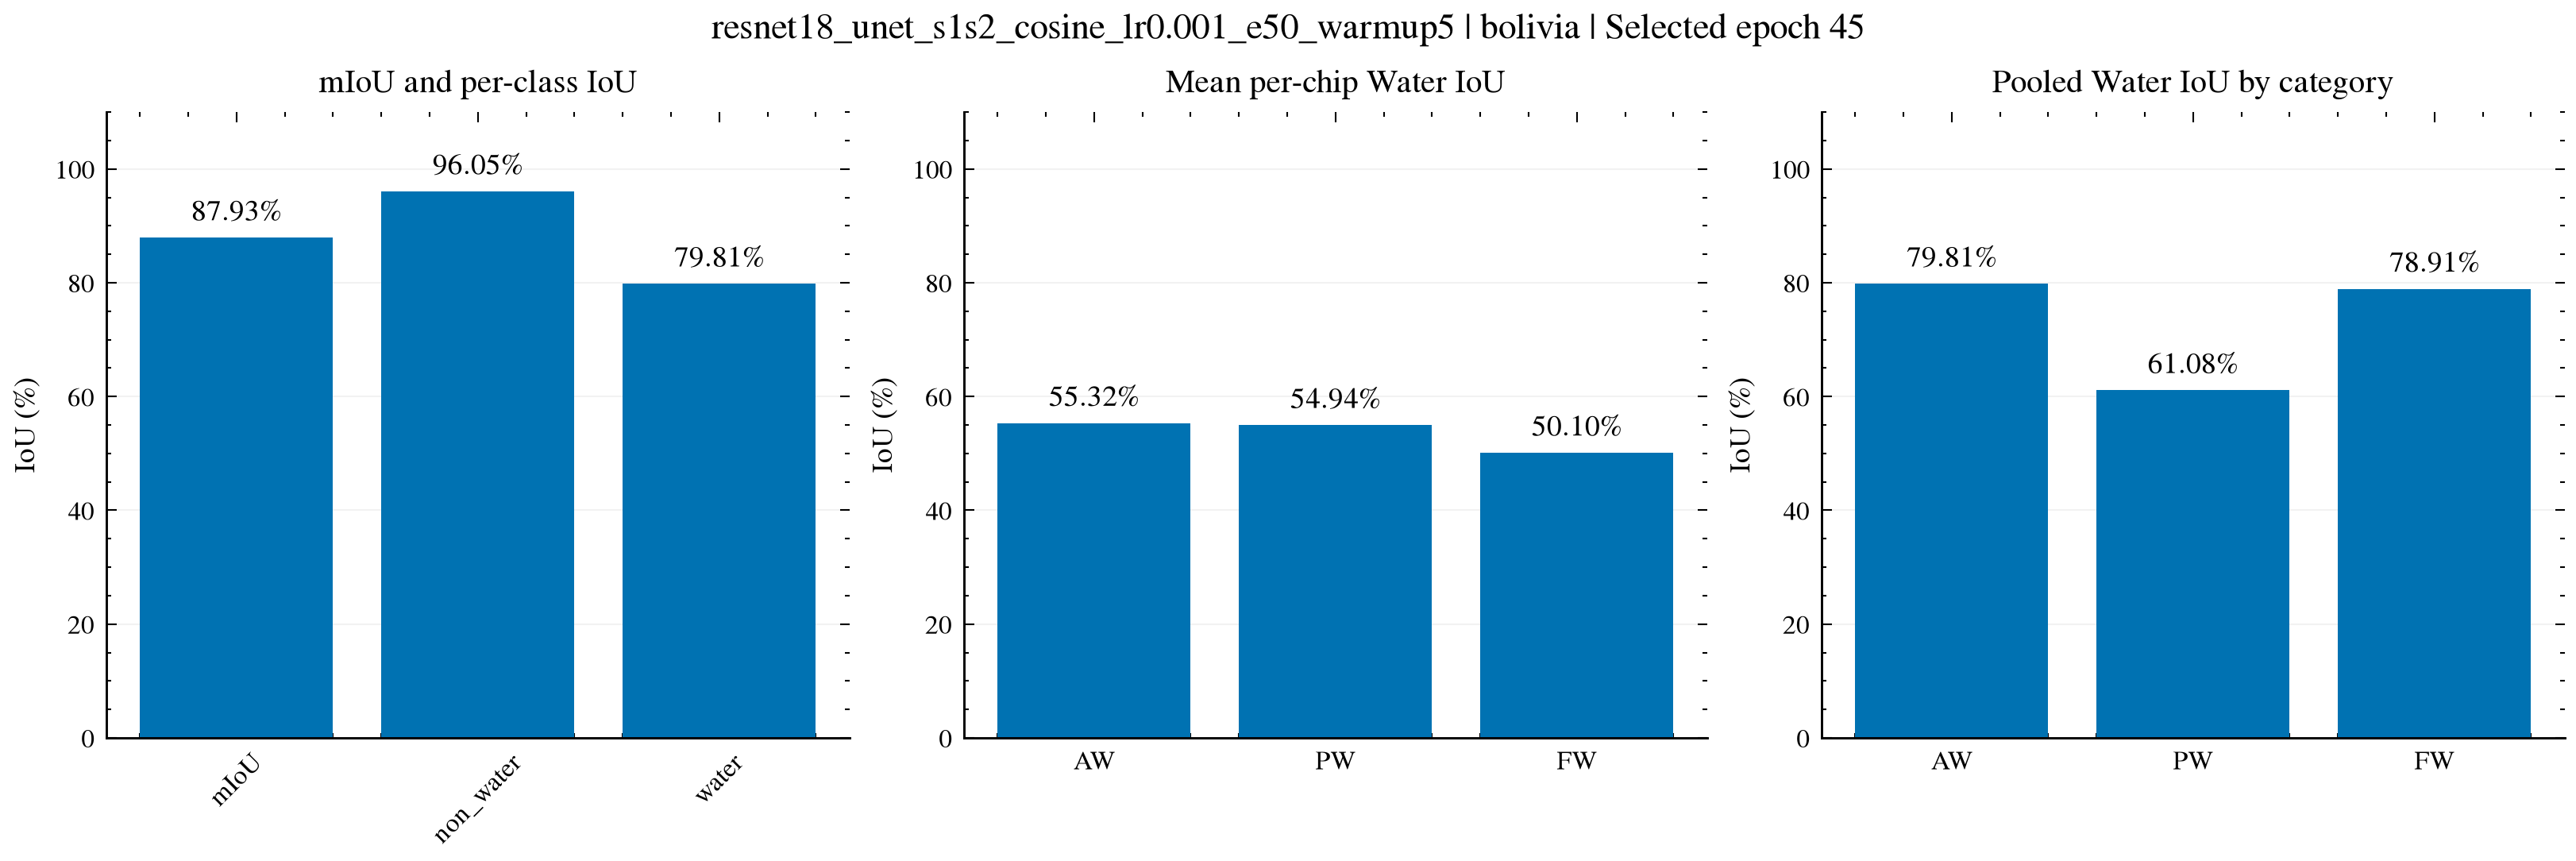 resnet18_unet_s1s2_cosine_lr0.001_e50_warmup5 | bolivia | Selected epoch 45
mIoU and per-class IoU
IoU (%)
100
80
60
40
20
0
87.93%
96.05%
79.81%
mIoU
non_water
water
Mean per-chip Water IoU
IoU (%)
100
80
60
40
20
0
55.32%
54.94%
50.10%
AW
PW
FW
Pooled Water IoU by category
IoU (%)
100
80
60
40
20
0
79.81%
61.08%
78.91%
AW
PW
FW